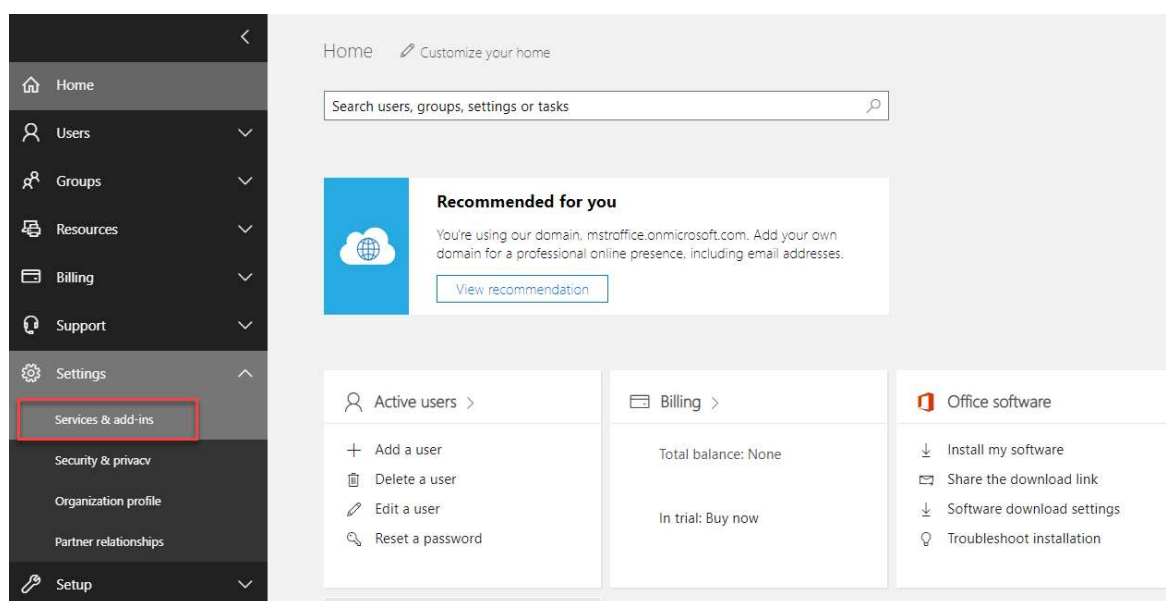 Home
Users
Groups
Resources
Billing
Support
Settings
Services & add-ins
Security & privacy
Organization profile
Partner relationships
Setup
Home
Customize your home
Search users, groups, settings or tasks
Recommended for you
You're using our domain, mstroffice.onmicrosoft.com. Add your own
domain for a professional online presence, including email addresses.
View recommendation
Active users >
Add a user
Delete a user
Edit a user
Reset a password
Billing >
Total balance: None
In trial: Buy now
Office software
Install my software
Share the download link
Software download settings
Troubleshoot installation